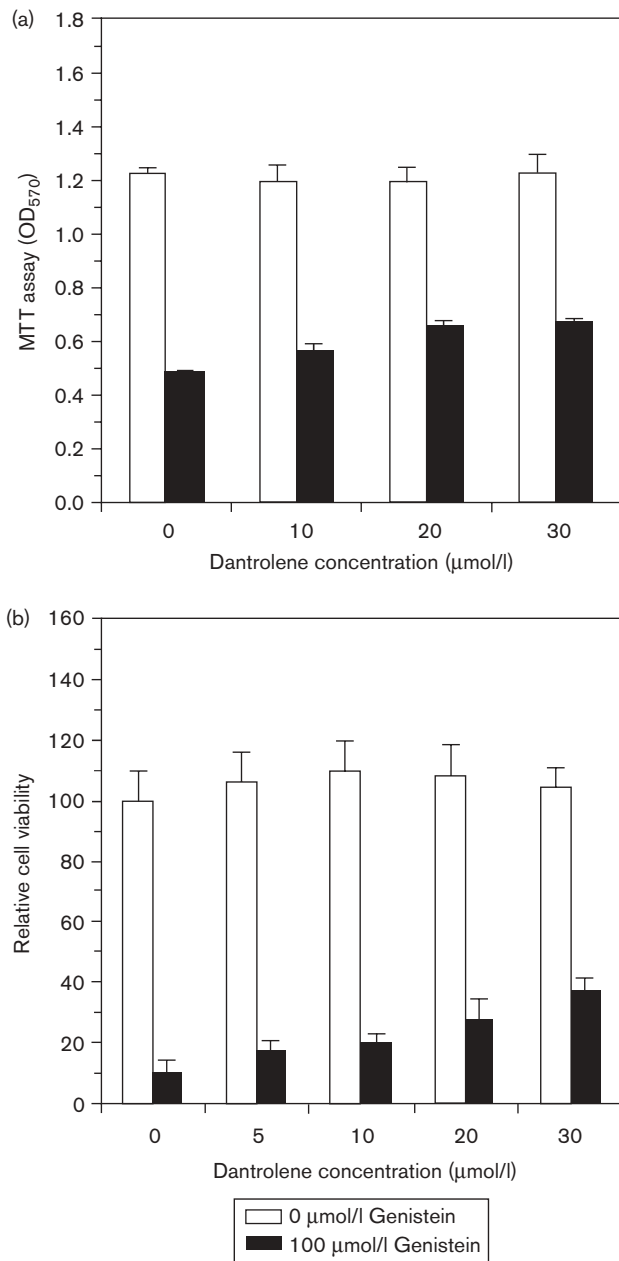 (a)
1.8
1.6
1.4
1.2
1.0
0.8
0.6
0.4
0.2
0.0
MTT assay (OD570)
0 10 20 30
Dantrolene concentration (μmol/l)
(b)
160
140
120
100
80
60
40
20
0
Relative cell viability
0 5 10 20 30
Dantrolene concentration (μmol/l)
0 μmol/l Genistein
100 μmol/l Genistein